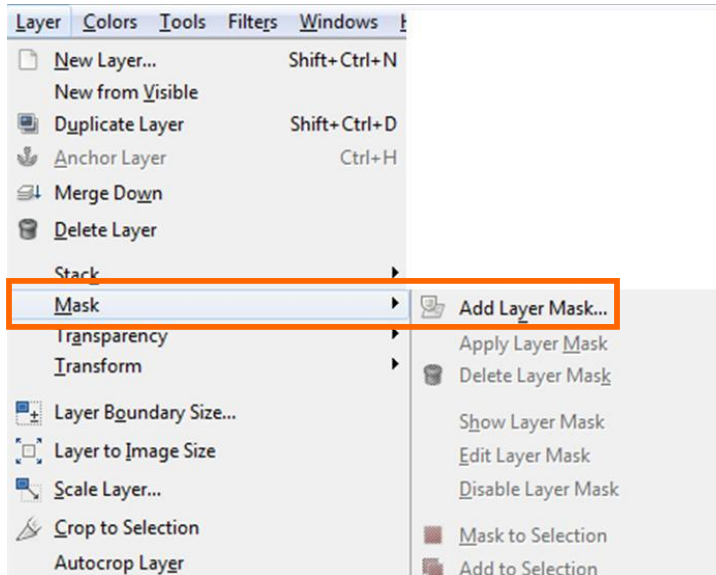 Layer Colors Tools Filters Windows
New Layer... Shift+Ctrl+N
New from Visible
Duplicate Layer Shift+Ctrl+D
Anchor Layer Ctrl+H
Merge Down
Delete Layer
Stack
Mask
Transparency
Transform
Layer Boundary Size...
Layer to Image Size
Scale Layer...
Crop to Selection
Autocrop Layer
Add Layer Mask...
Apply Layer Mask
Delete Layer Mask
Show Layer Mask
Edit Layer Mask
Disable Layer Mask
Mask to Selection
Add to Selection